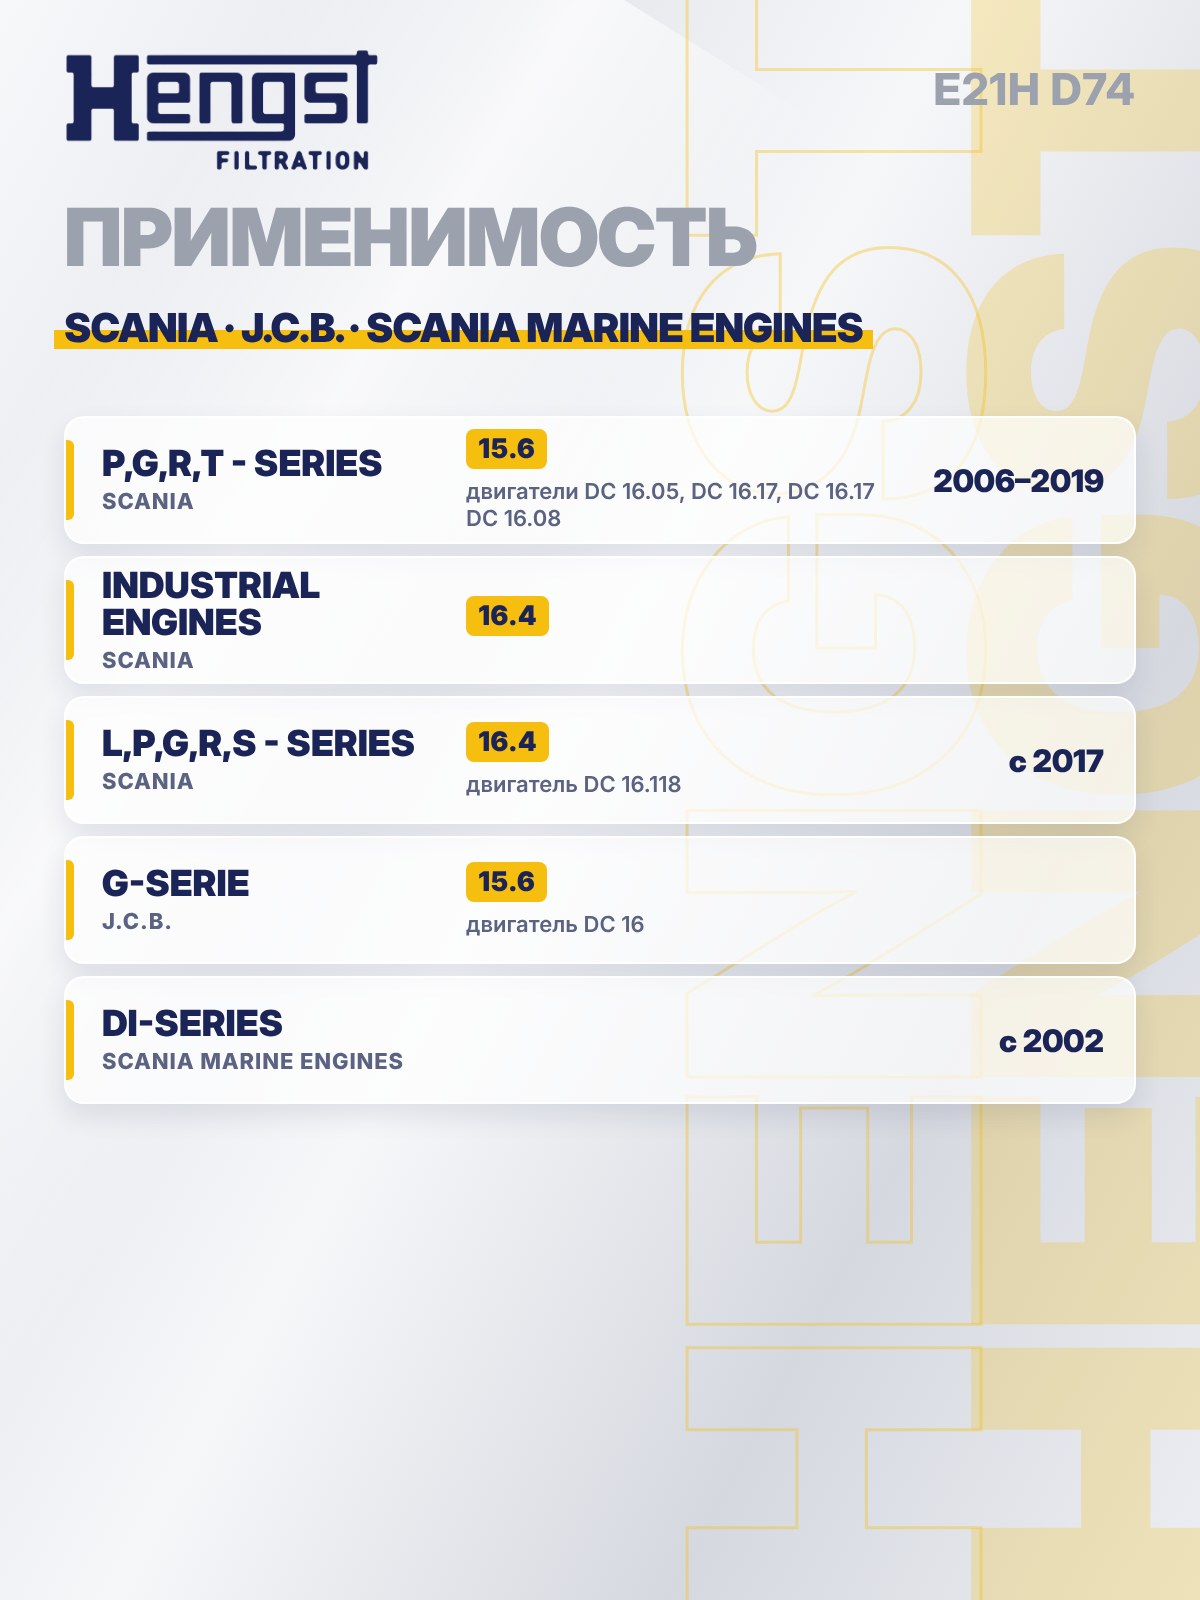 Hengst
FILTRATION
E21H D74
ПРИМЕНИМОСТЬ
SCANIA · J.C.B. · SCANIA MARINE ENGINES
P,G,R,T - SERIES
SCANIA
15.6
двигатели DC 16.05, DC 16.17, DC 16.17
DC 16.08
2006–2019
INDUSTRIAL
ENGINES
SCANIA
16.4
L,P,G,R,S - SERIES
SCANIA
16.4
двигатель DC 16.118
с 2017
G-SERIE
J.C.B.
15.6
двигатель DC 16
DI-SERIES
SCANIA MARINE ENGINES
с 2002
HENGST
HENGST